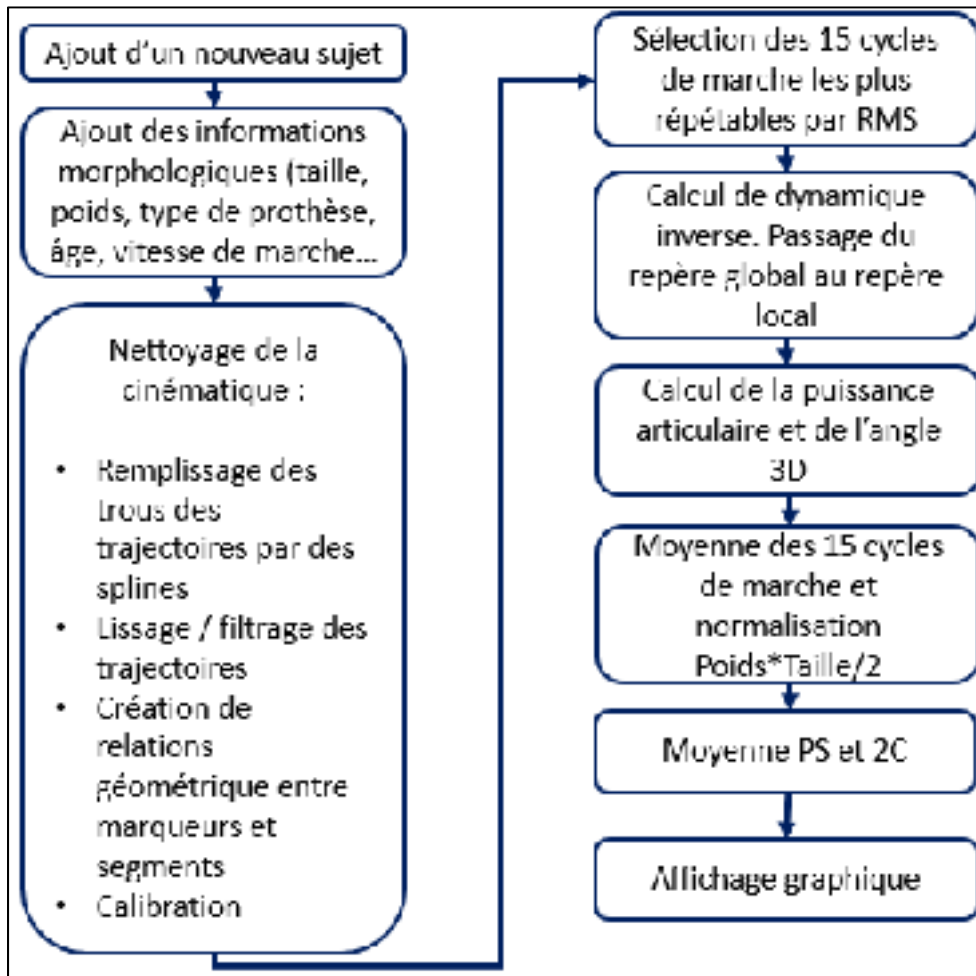 Ajout d'un nouveau sujet
Ajout des informations
morphologiques (taille,
poids, type de prothèse,
âge, vitesse de marche...
Nettoyage de la
cinématique :
• Remplissage des
trous des
trajectoires par des
splines
• Lissage / filtrage des
trajectoires
• Création de
relations
géométrique entre
marqueurs et
segments
• Calibration
Sélection des 15 cycles
de marche les plus
répétables par RMS
Calcul de dynamique
inverse. Passage du
repère global au repère
local
Calcul de la puissance
articulaire et de l'angle
3D
Moyenne des 15 cycles
de marche et
normalisation
Poids*Taille/2
Moyenne PS et 2C
Affichage graphique